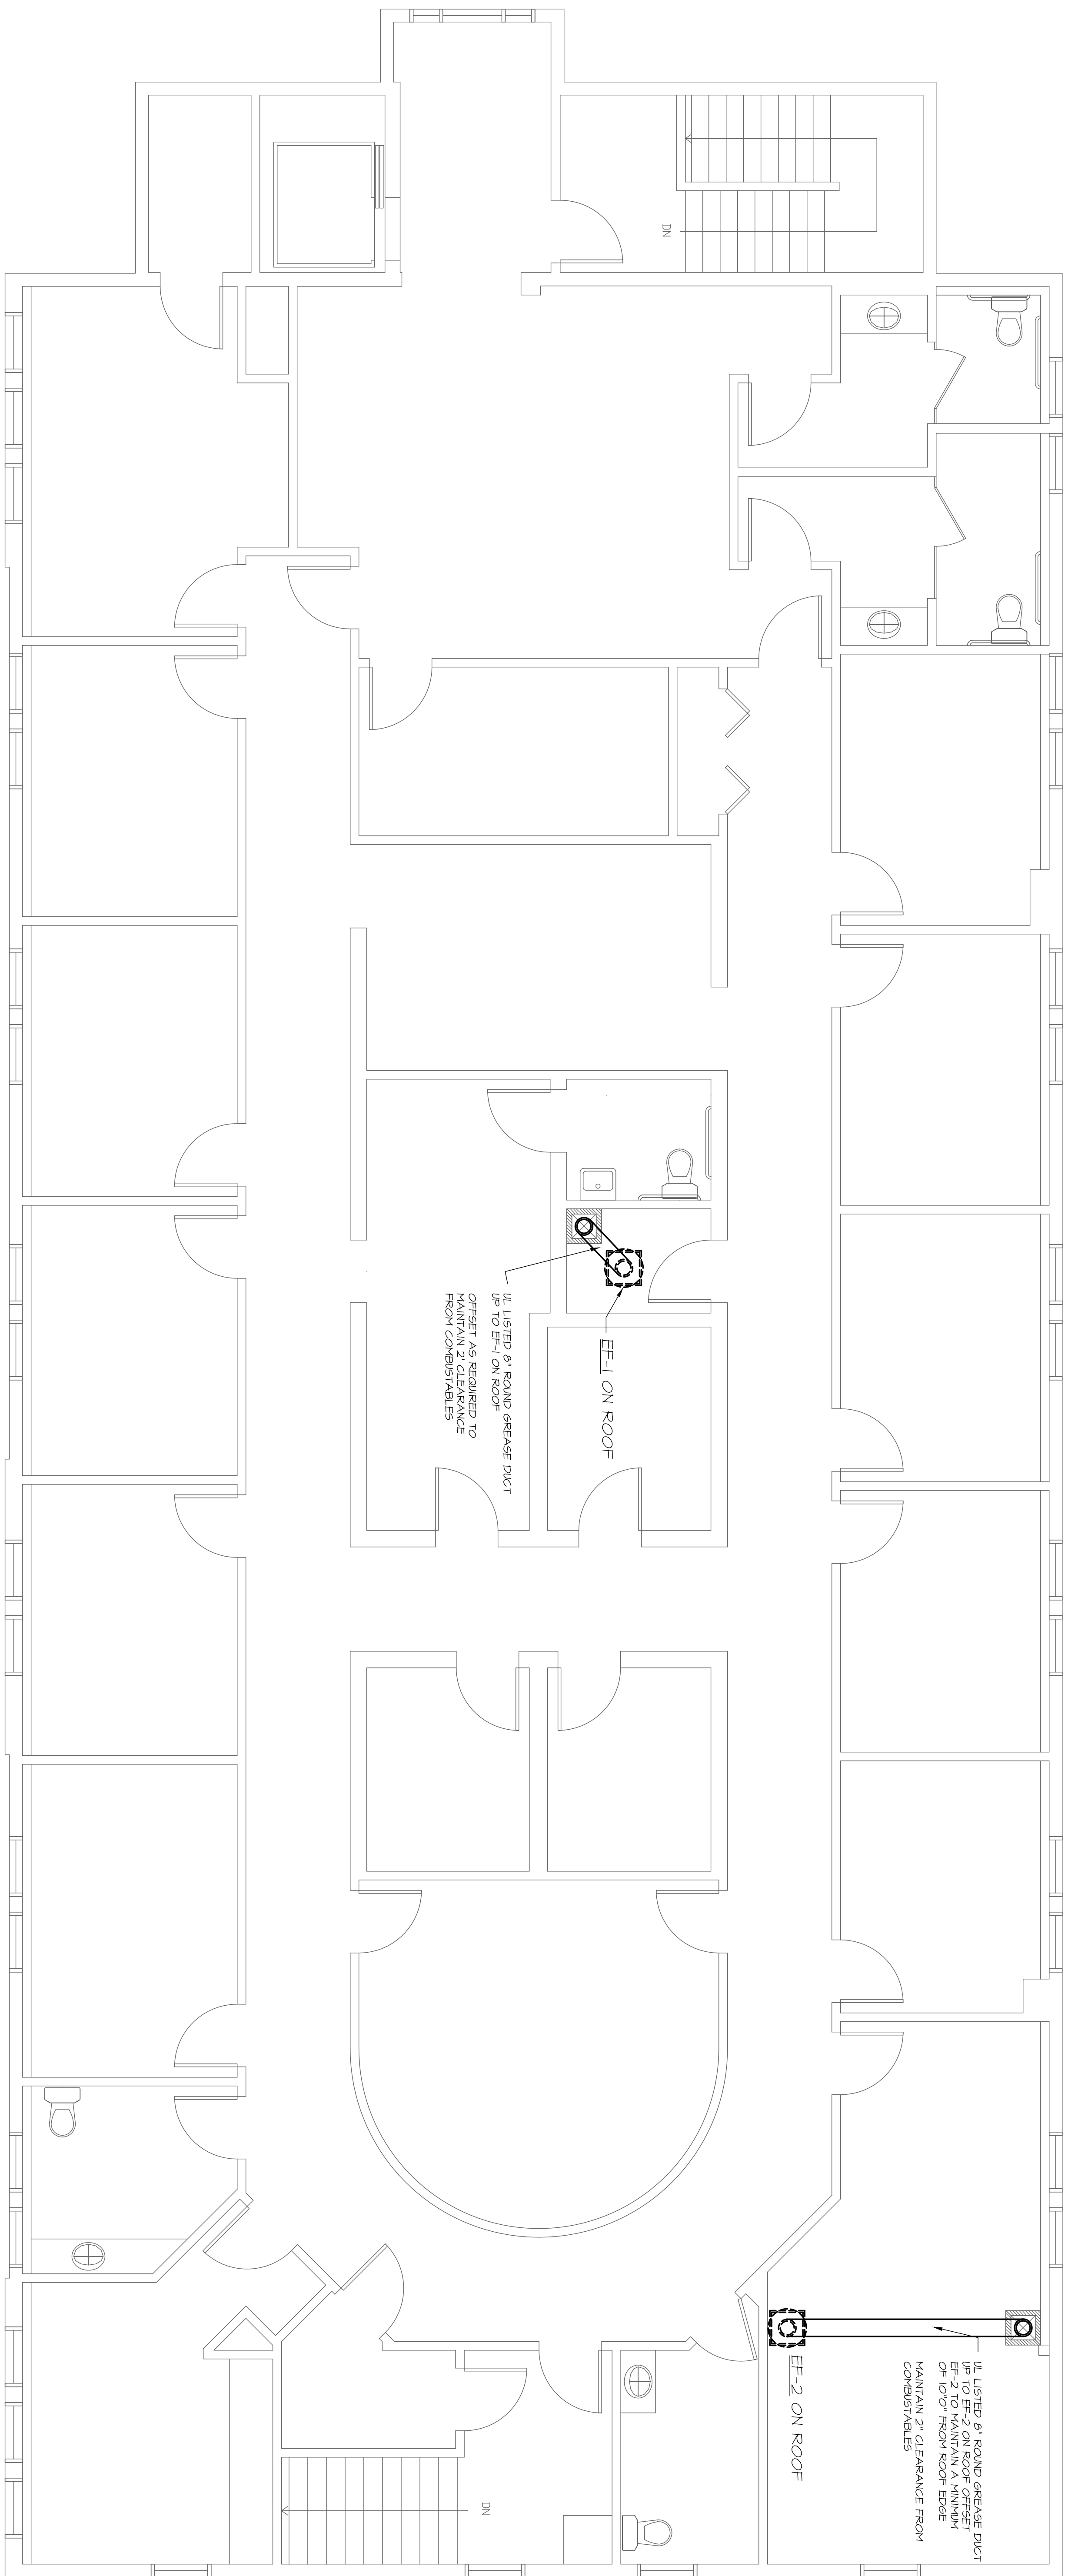 DN
UL LISTED 8" ROUND GREASE DUCT
UP TO EF-1 ON ROOF
OFFSET AS REQUIRED TO
MAINTAIN 2' CLEARANCE
FROM COMBUSTABLES
EF-1 ON ROOF
UL LISTED 8" ROUND GREASE DUCT
UP TO EF-2 ON ROOF OFFSET
EF-2 TO MAINTAIN A MINIMUM
OF 10"0" FROM ROOF EDGE
MAINTAIN 2" CLEARANCE FROM
COMBUSTABLES
EF-2 ON ROOF
DN